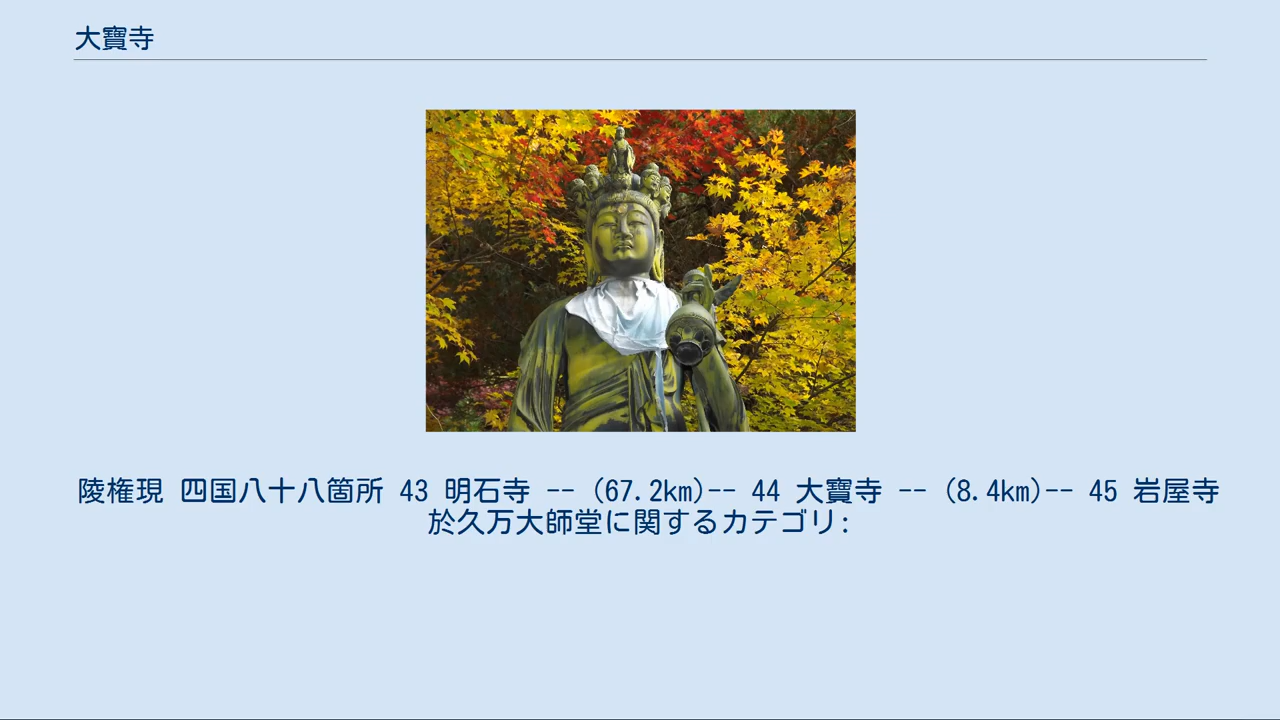 大寶寺
陵権現 四国八十八箇所 43 明石寺 -- (67.2km)-- 44 大寶寺 -- (8.4km)-- 45 岩屋寺
於久万大師堂に関するカテゴリ: